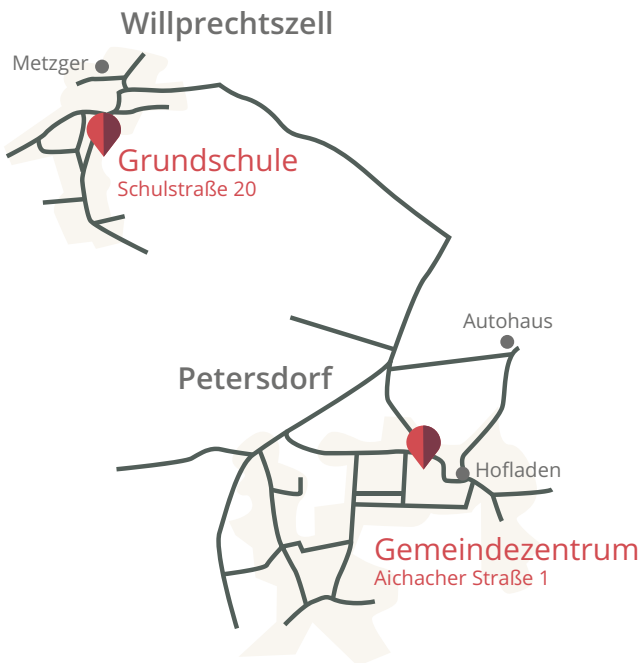 Willprechtszell
Metzger
Grundschule
Schulstraße 20
Autohaus
Petersdorf
Hofladen
Gemeindezentrum
Aichacher Straße 1